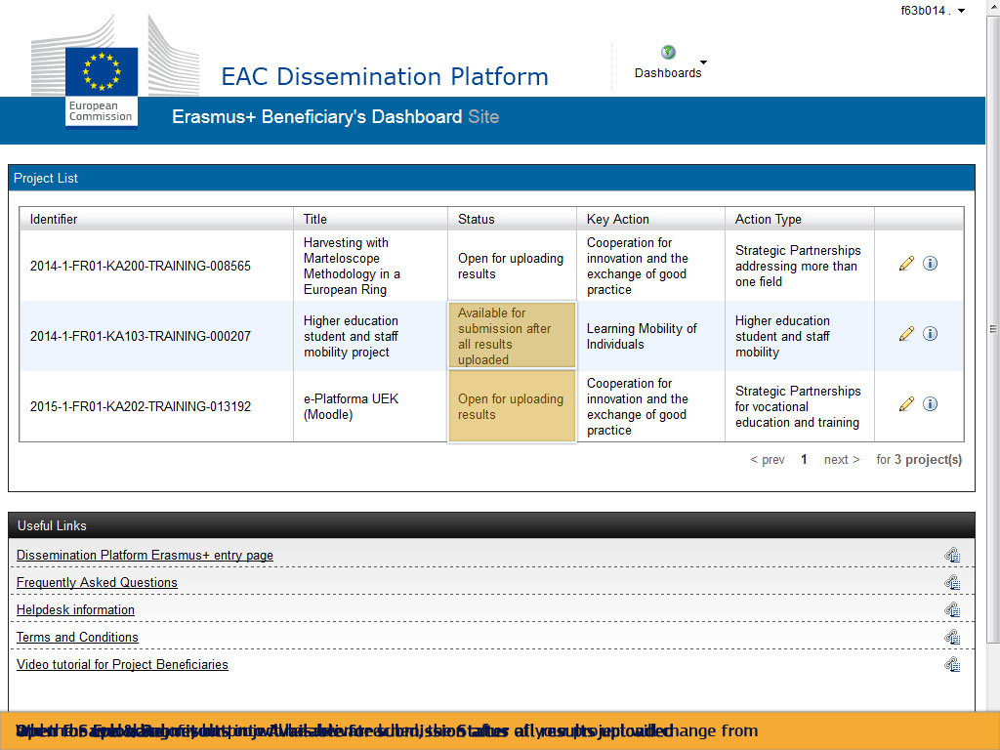 f63b014 .
EAC Dissemination Platform
Dashboards
European
Commission
Erasmus+ Beneficiary's Dashboard Site
Project List
Identifier Title Status Key Action Action Type
2014-1-FR01-KA200-TRAINING-008565
Harvesting with
Marteloscope
Methodology in a
European Ring
Open for uploading
results
Cooperation for
innovation and the
exchange of good
practice
Strategic Partnerships
addressing more than
one field
2014-1-FR01-KA103-TRAINING-000207
Higher education
student and staff
mobility project
Available for
submission after
all results
uploaded
Learning Mobility of
Individuals
Higher education
student and staff
mobility
2015-1-FR01-KA202-TRAINING-013192
e-Platforma UEK
(Moodle)
Open for uploading
results
Cooperation for
innovation and the
exchange of good
practice
Strategic Partnerships
for vocational
education and training
< prev 1 next > for 3 project(s)
Useful Links
Dissemination Platform Erasmus+ entry page
Frequently Asked Questions
Helpdesk information
Terms and Conditions
Video tutorial for Project Beneficiaries
change from